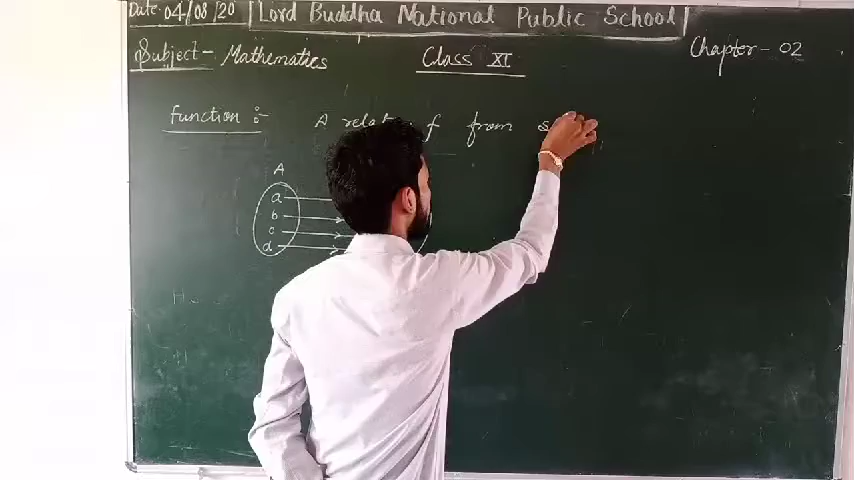 Date: 04/08/20 Lord Buddha National Public School
Subject - Mathematics Class XI Chapter - 02
function :- A f from
A
a
b
c
d